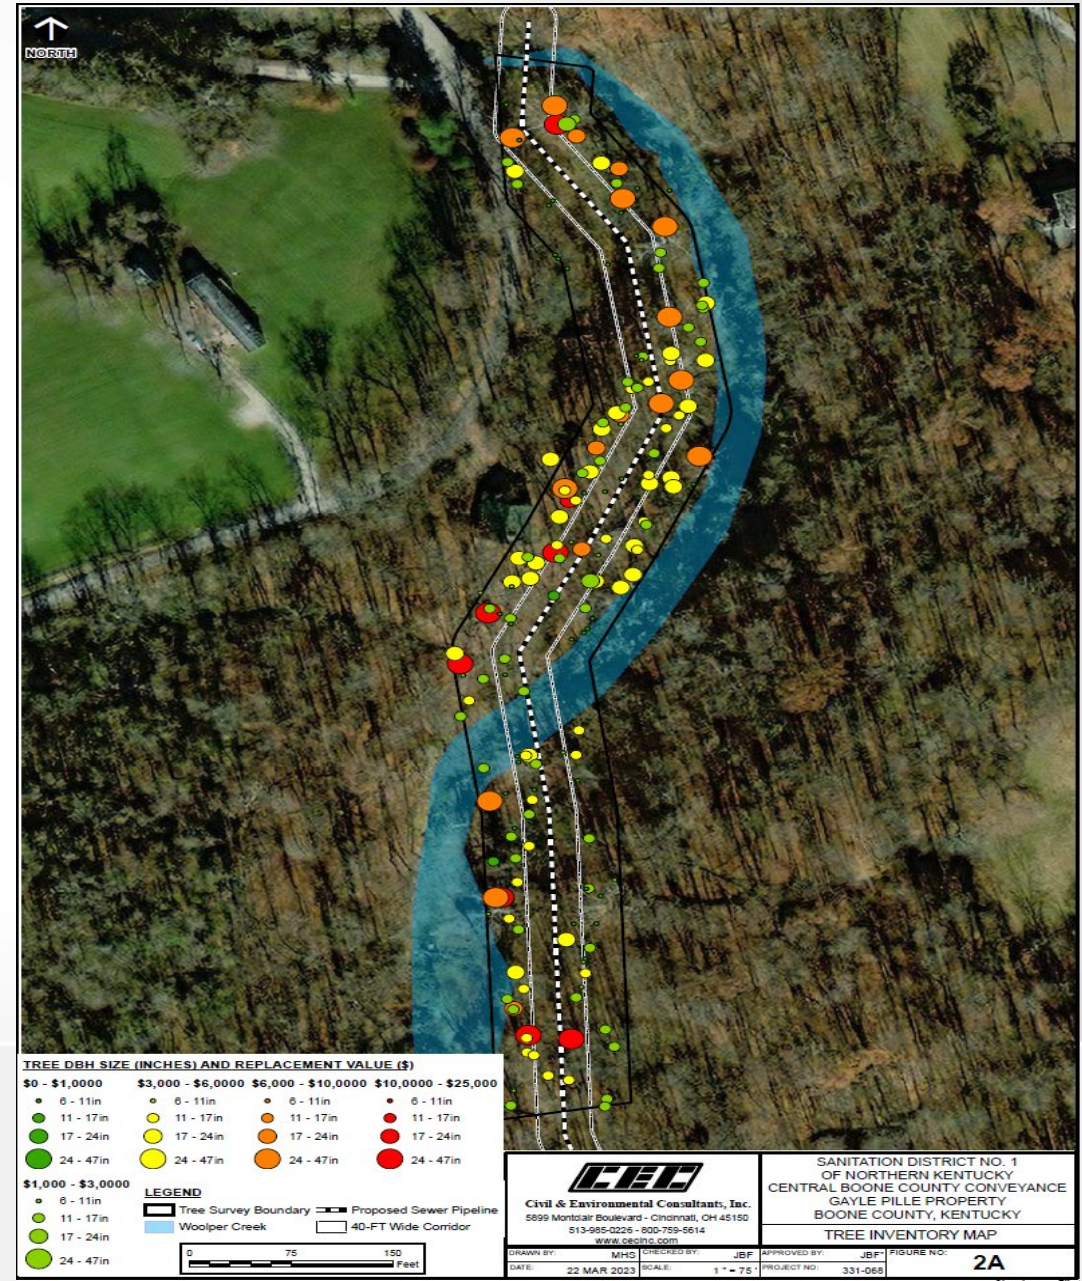 NORTH
TREE DBH SIZE (INCHES) AND REPLACEMENT VALUE ($)
$0 - $1,0000 $3,000 - $6,0000 $6,000 - $10,0000 $10,0000 - $25,000
6 - 11in 6 - 11in 6 - 11in 6 - 11in
11 - 17in 11 - 17in 11 - 17in 11 - 17in
17 - 24in 17 - 24in 17 - 24in 17 - 24in
24 - 47in 24 - 47in 24 - 47in 24 - 47in
$1,000 - $3,0000
6 - 11in
11 - 17in
17 - 24in
24 - 47in
LEGEND
Tree Survey Boundary Proposed Sewer Pipeline
Woolper Creek 40-FT Wide Corridor
0 75 150
Feet
CEC
Civil & Environmental Consultants, Inc.
5899 Montclair Boulevard - Cincinnati, OH 45150
513-985-0226 - 800-759-5614
www.cecinc.com
SANITATION DISTRICT NO. 1
OF NORTHERN KENTUCKY
CENTRAL BOONE COUNTY CONVEYANCE
GAYLE PILLE PROPERTY
BOONE COUNTY, KENTUCKY
TREE INVENTORY MAP
DRAWN BY: MHS CHECKED BY: JBF APPROVED BY: JBF* FIGURE NO:
DATE: 22 MAR 2023 SCALE: 1 " = 75 ' PROJECT NO: 331-068 2A